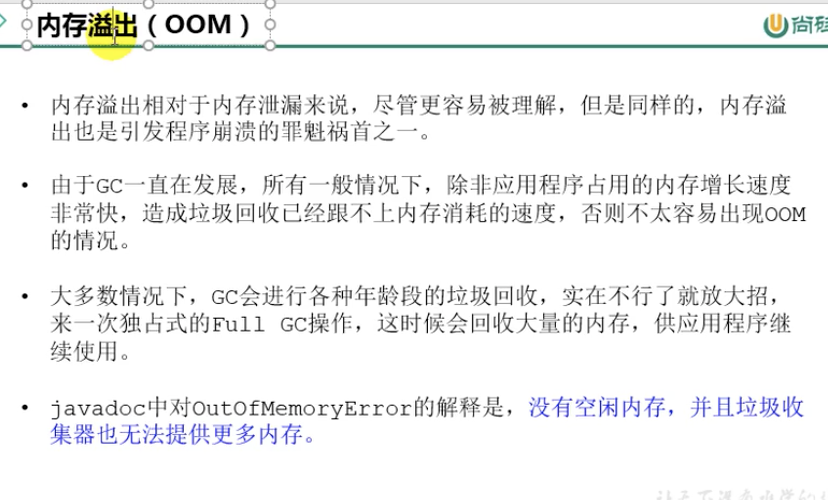 内存溢出（OOM）
尚硅
• 内存溢出相对于内存泄漏来说，尽管更容易被理解，但是同样的，内存溢
出也是引发程序崩溃的罪魁祸首之一。
• 由于GC一直在发展，所有一般情况下，除非应用程序占用的内存增长速度
非常快，造成垃圾回收已经跟不上内存消耗的速度，否则不太容易出现OOM
的情况。
• 大多数情况下，GC会进行各种年龄段的垃圾回收，实在不行了就放大招，
来一次独占式的Full GC操作，这时候会回收大量的内存，供应用程序继
续使用。
• javadoc中对OutOfMemoryError的解释是，没有空闲内存，并且垃圾收
集器也无法提供更多内存。